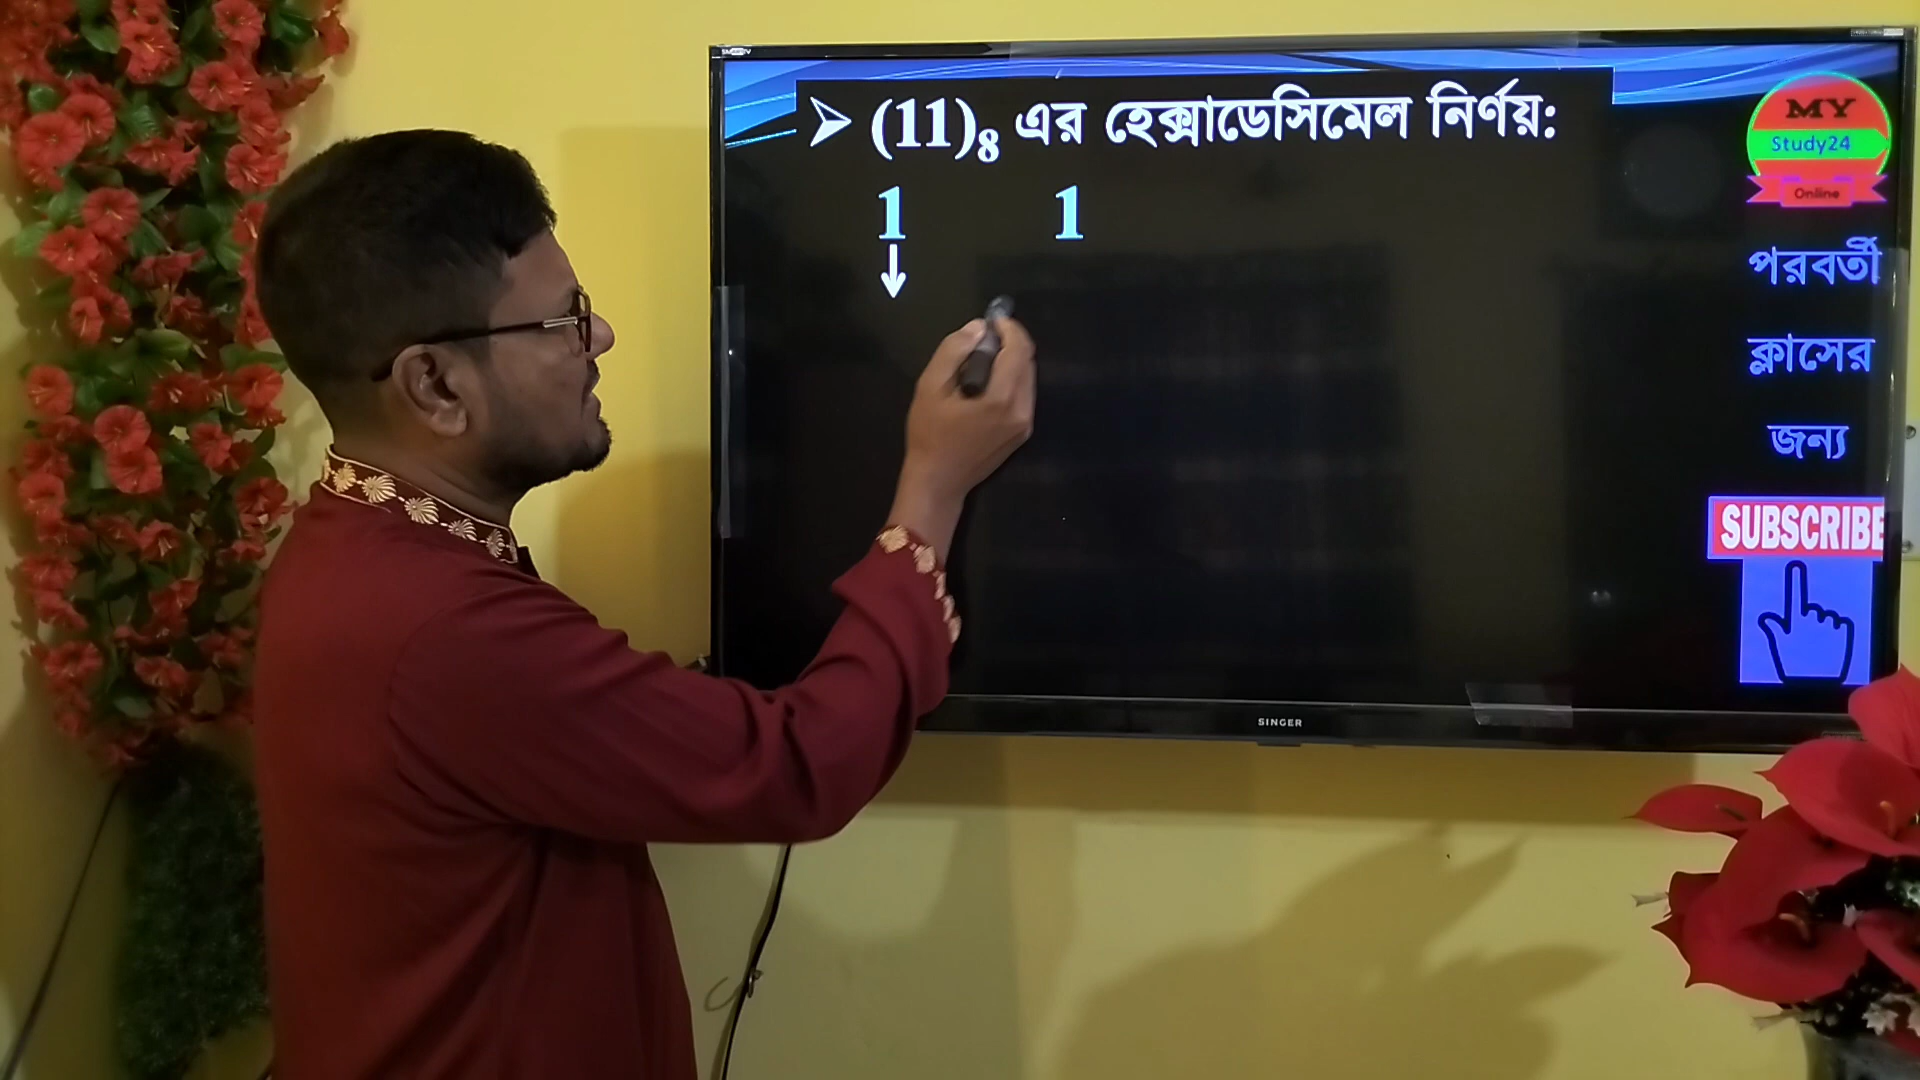 ➢ (11)₈ এর হেক্সাডেসিমেল নির্ণয়:
1 1
MY
Study24
Online
পরবর্তী
ক্লাসের
জন্য
SUBSCRIBE
SINGER